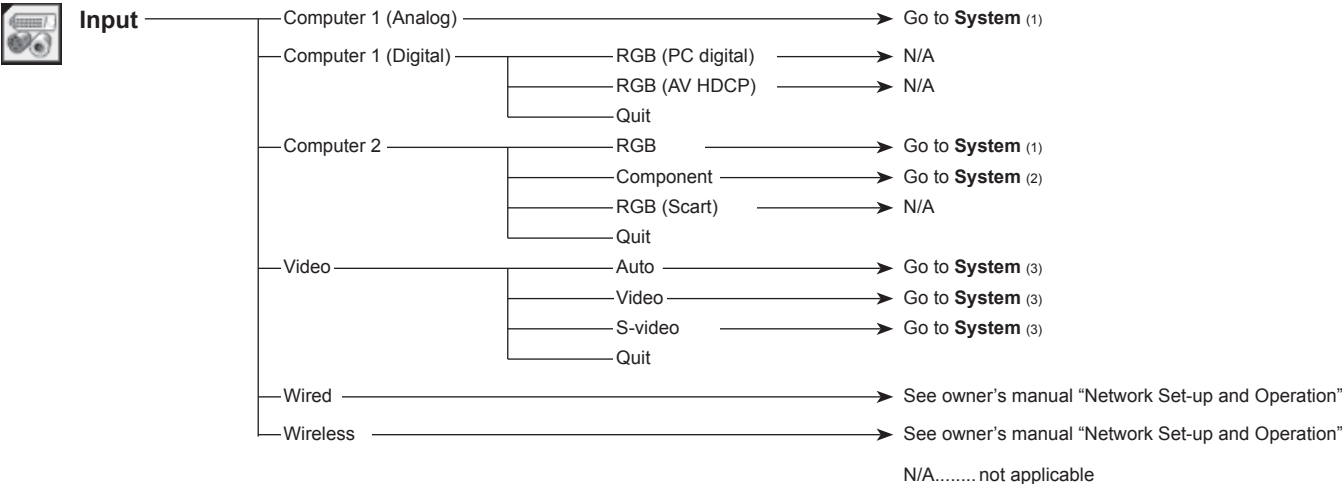 Input Computer 1 (Analog) Go to System (1)
Computer 1 (Digital) RGB (PC digital) N/A
RGB (AV HDCP) N/A
Quit
Computer 2 RGB Go to System (1)
Component Go to System (2)
RGB (Scart) N/A
Quit
Video Auto Go to System (3)
Video Go to System (3)
S-video Go to System (3)
Quit
Wired See owner’s manual “Network Set-up and Operation”
Wireless See owner’s manual “Network Set-up and Operation”
N/A........ not applicable